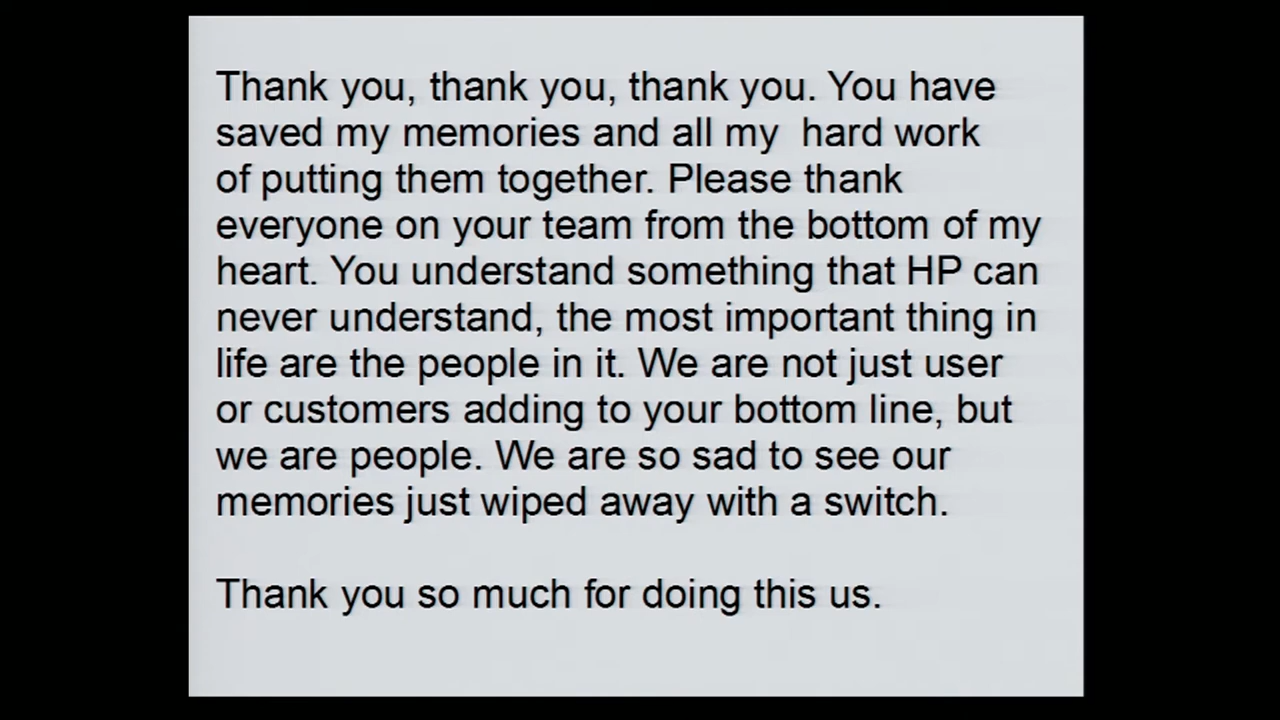 Thank you, thank you, thank you. You have
saved my memories and all my  hard work
of putting them together. Please thank
everyone on your team from the bottom of my
heart. You understand something that HP can
never understand, the most important thing in
life are the people in it. We are not just user
or customers adding to your bottom line, but
we are people. We are so sad to see our
memories just wiped away with a switch.

Thank you so much for doing this us.